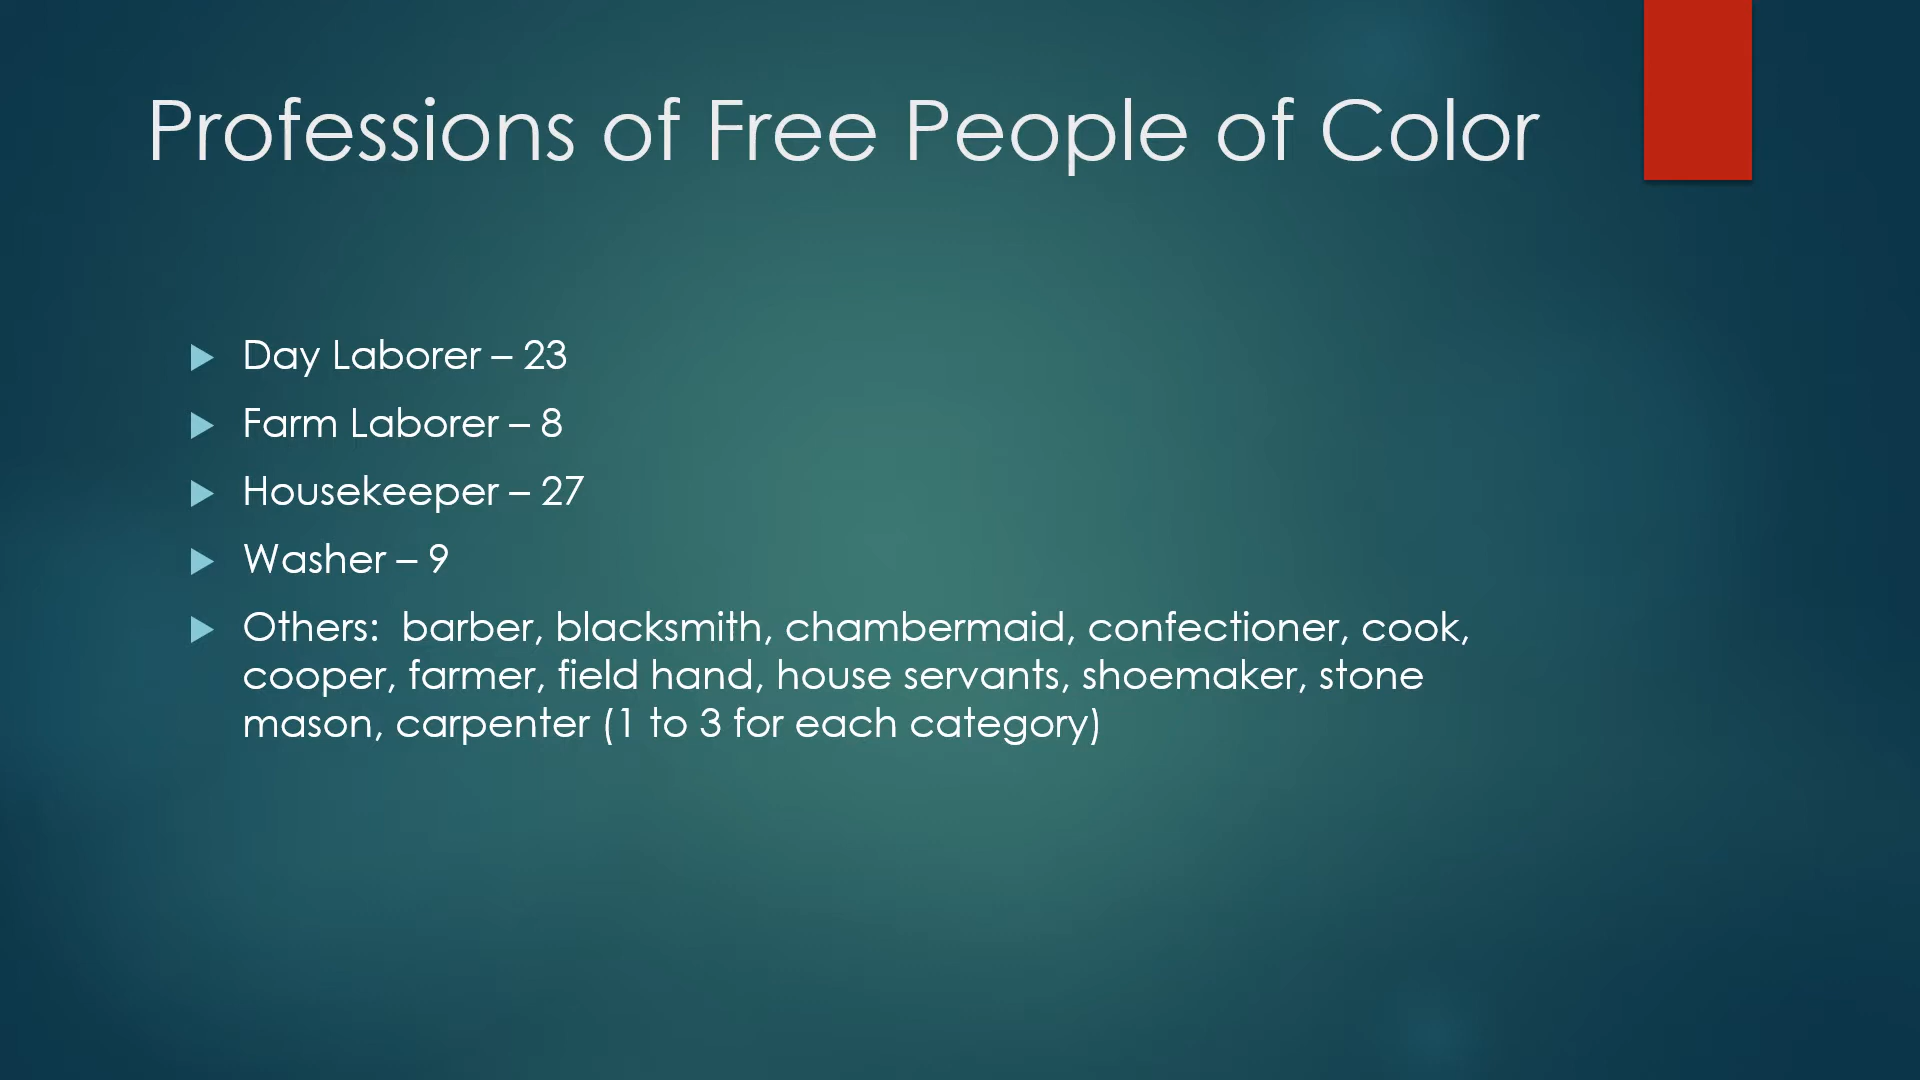 Professions of Free People of Color
Day Laborer – 23
Farm Laborer – 8
Housekeeper – 27
Washer – 9
Others:  barber, blacksmith, chambermaid, confectioner, cook,
cooper, farmer, field hand, house servants, shoemaker, stone
mason, carpenter (1 to 3 for each category)